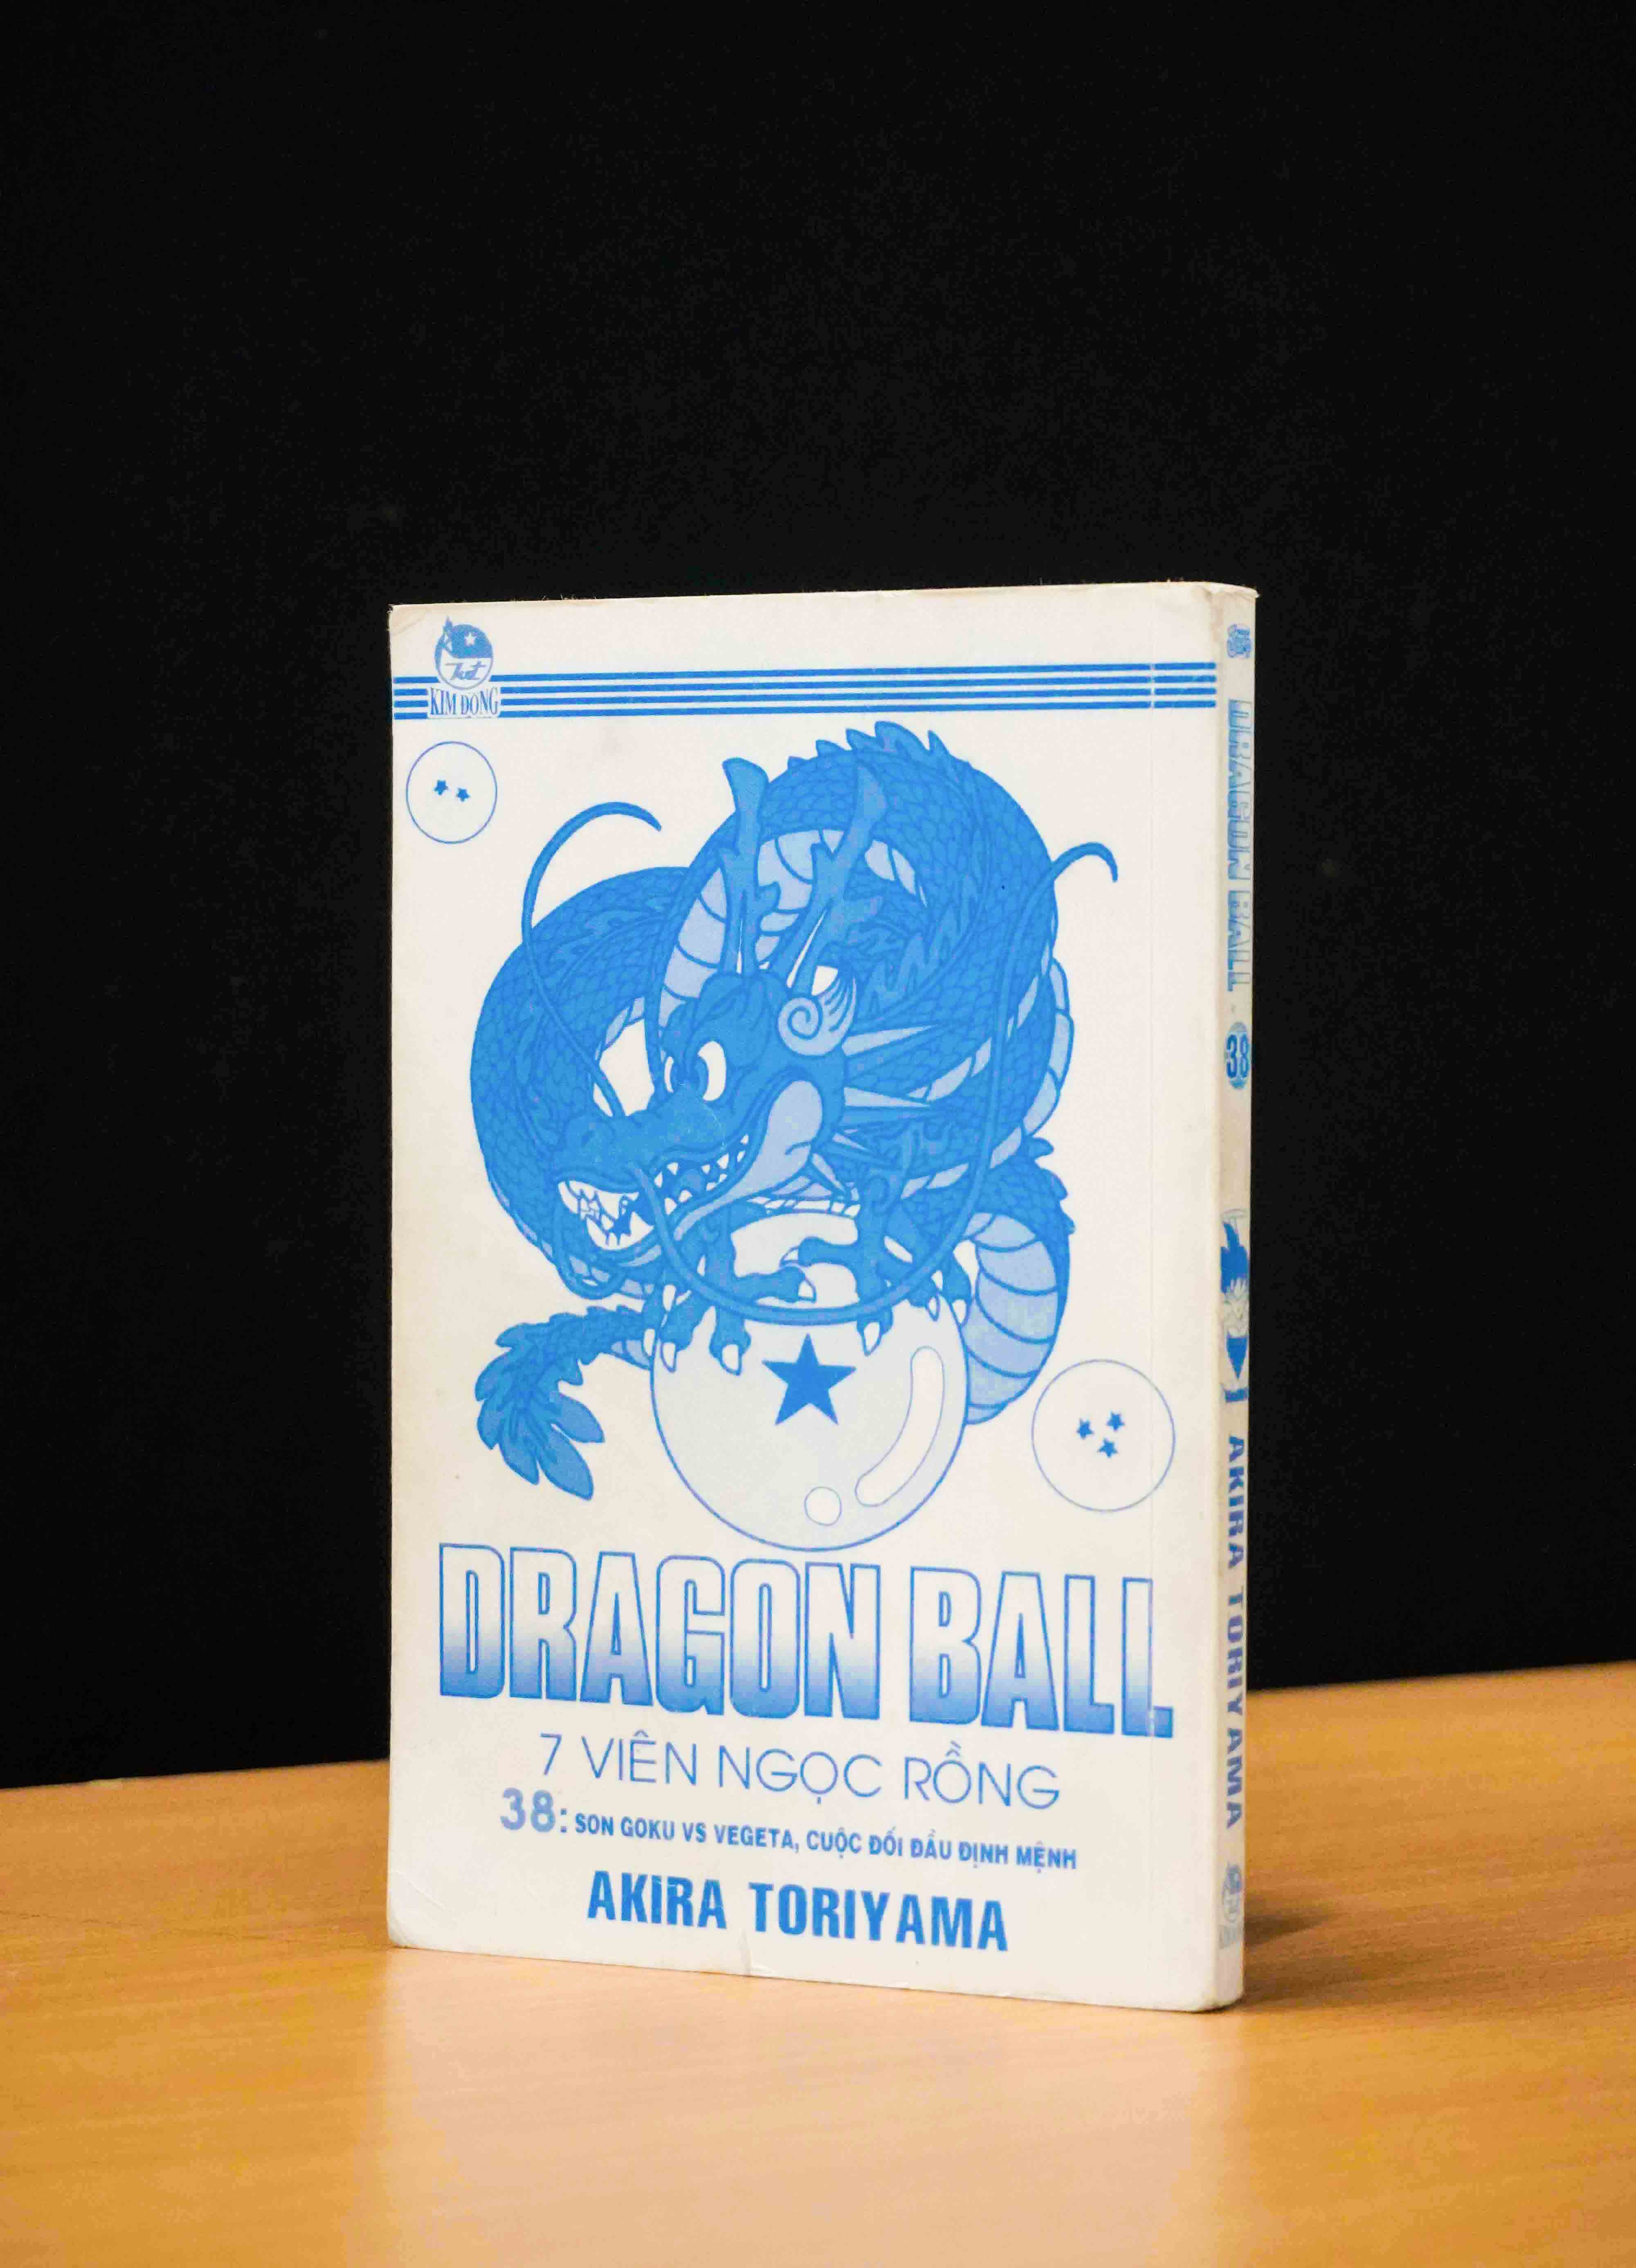 KIM ĐỒNG
DRAGON BALL
7 VIÊN NGỌC RỒNG
38: SON GOKU VS VEGETA, CUỘC ĐỐI ĐẦU ĐỊNH MỆNH
AKIRA TORIYAMA
DRAGON BALL
38
AKIRA TORIYAMA